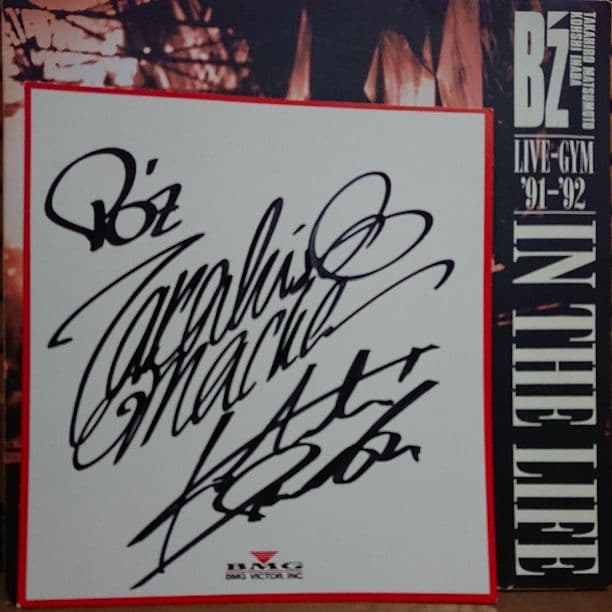 B'z
TAKAHIRO MATSUMOTO
KOSHI INABA
LIVE-GYM
'91-'92
IN THE LIFE
B'z
BMG
BMG VICTOR, INC